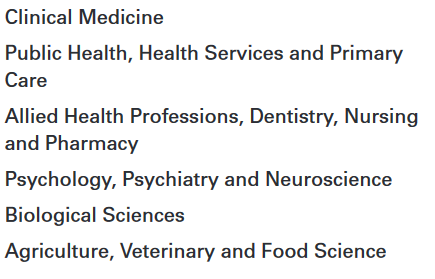 Clinical Medicine
Public Health, Health Services and Primary
Care
Allied Health Professions, Dentistry, Nursing
and Pharmacy
Psychology, Psychiatry and Neuroscience
Biological Sciences
Agriculture, Veterinary and Food Science